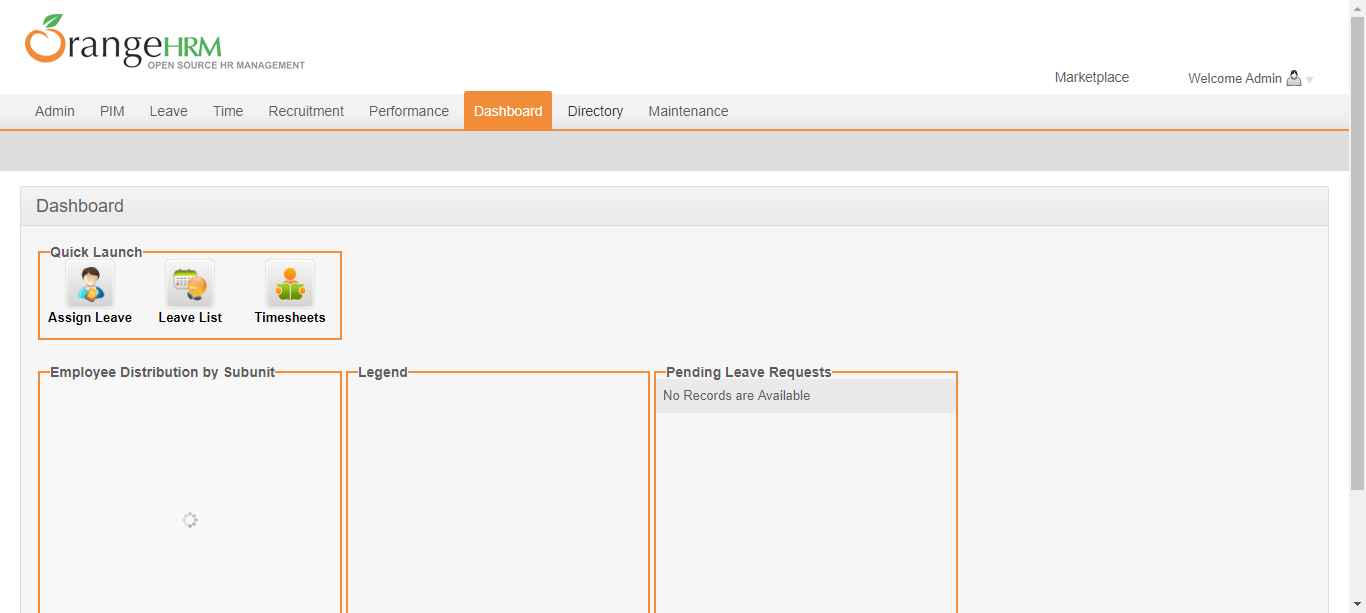 OrangeHRM
OPEN SOURCE HR MANAGEMENT
Marketplace
Welcome Admin
Admin
PIM
Leave
Time
Recruitment
Performance
Dashboard
Directory
Maintenance
Dashboard
Quick Launch
Assign Leave
Leave List
Timesheets
Employee Distribution by Subunit
Legend
Pending Leave Requests
No Records are Available